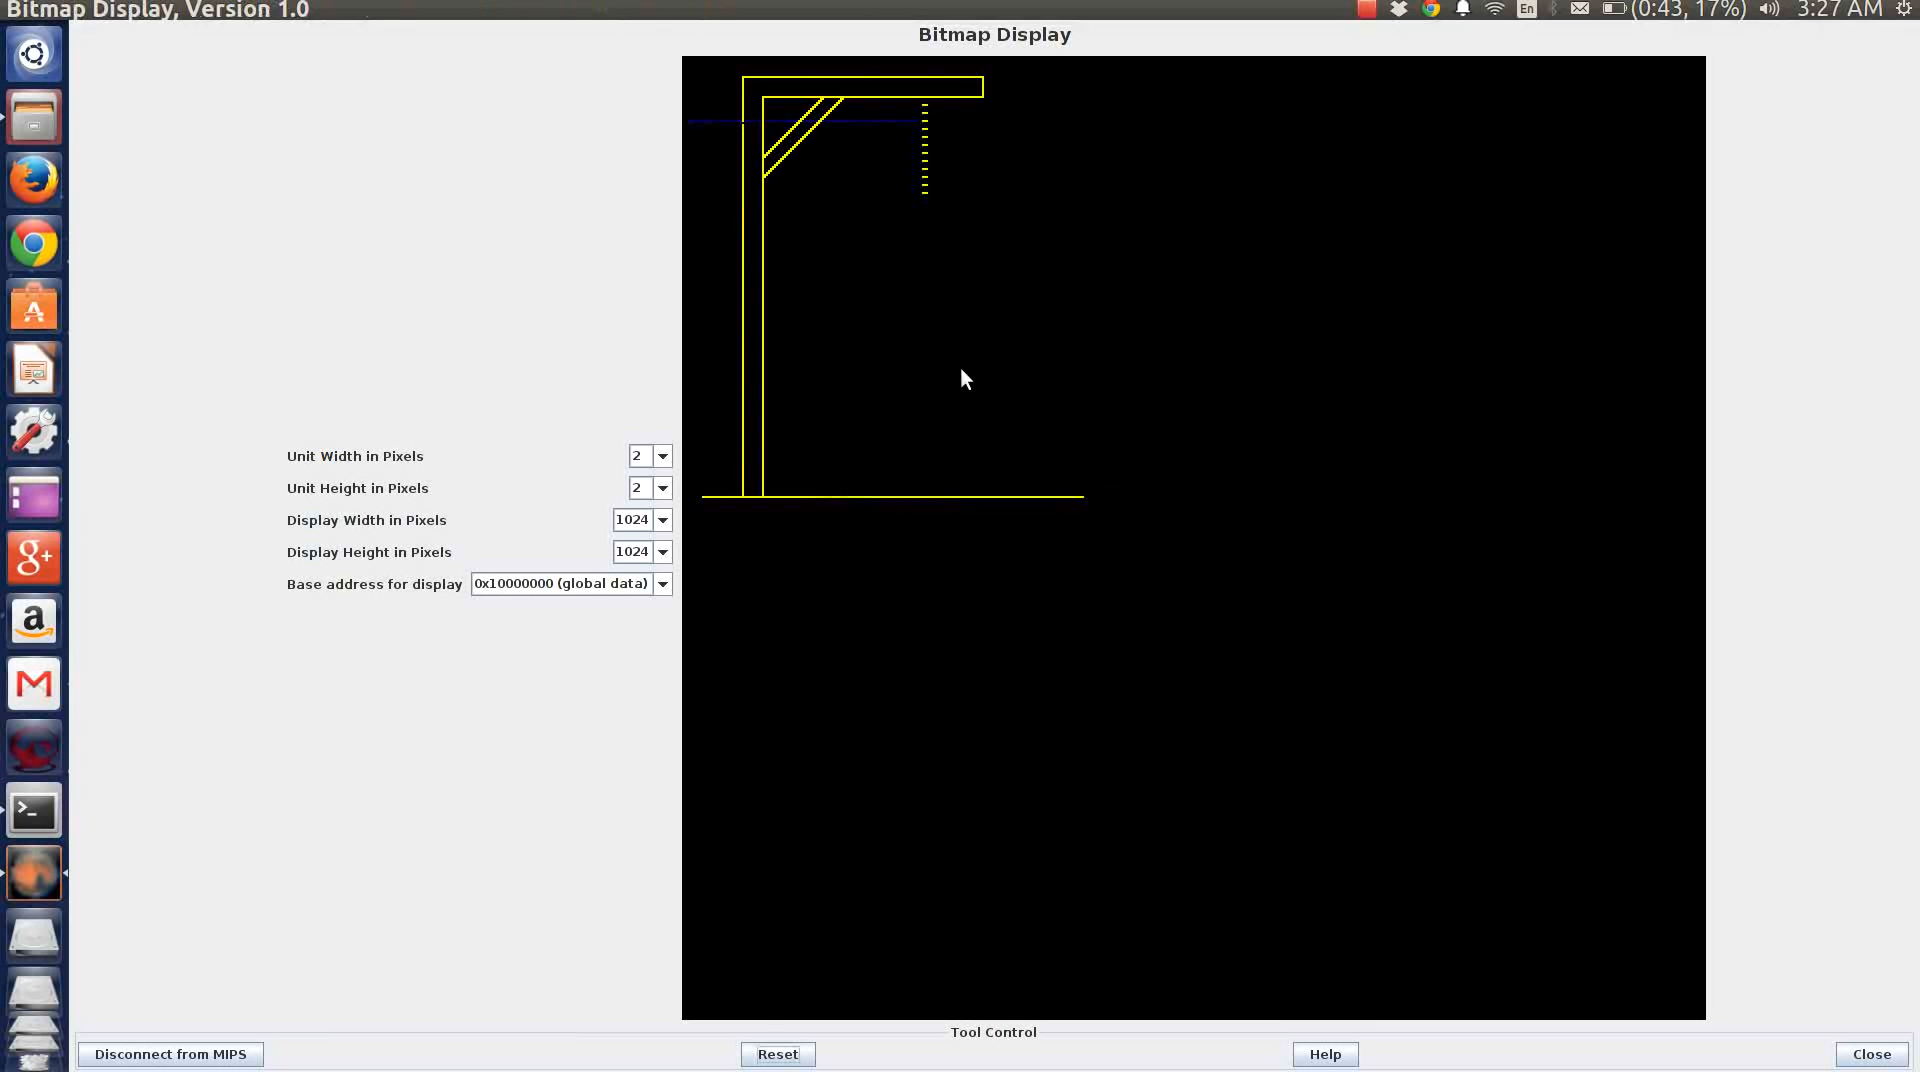 Bitmap Display, Version 1.0
En
(0:43, 17%)
3:27 AM
Bitmap Display
Unit Width in Pixels 2
Unit Height in Pixels 2
Display Width in Pixels 1024
Display Height in Pixels 1024
Base address for display 0x10000000 (global data)
Tool Control
Disconnect from MIPS
Reset
Help
Close
A
g+
a
M
>_